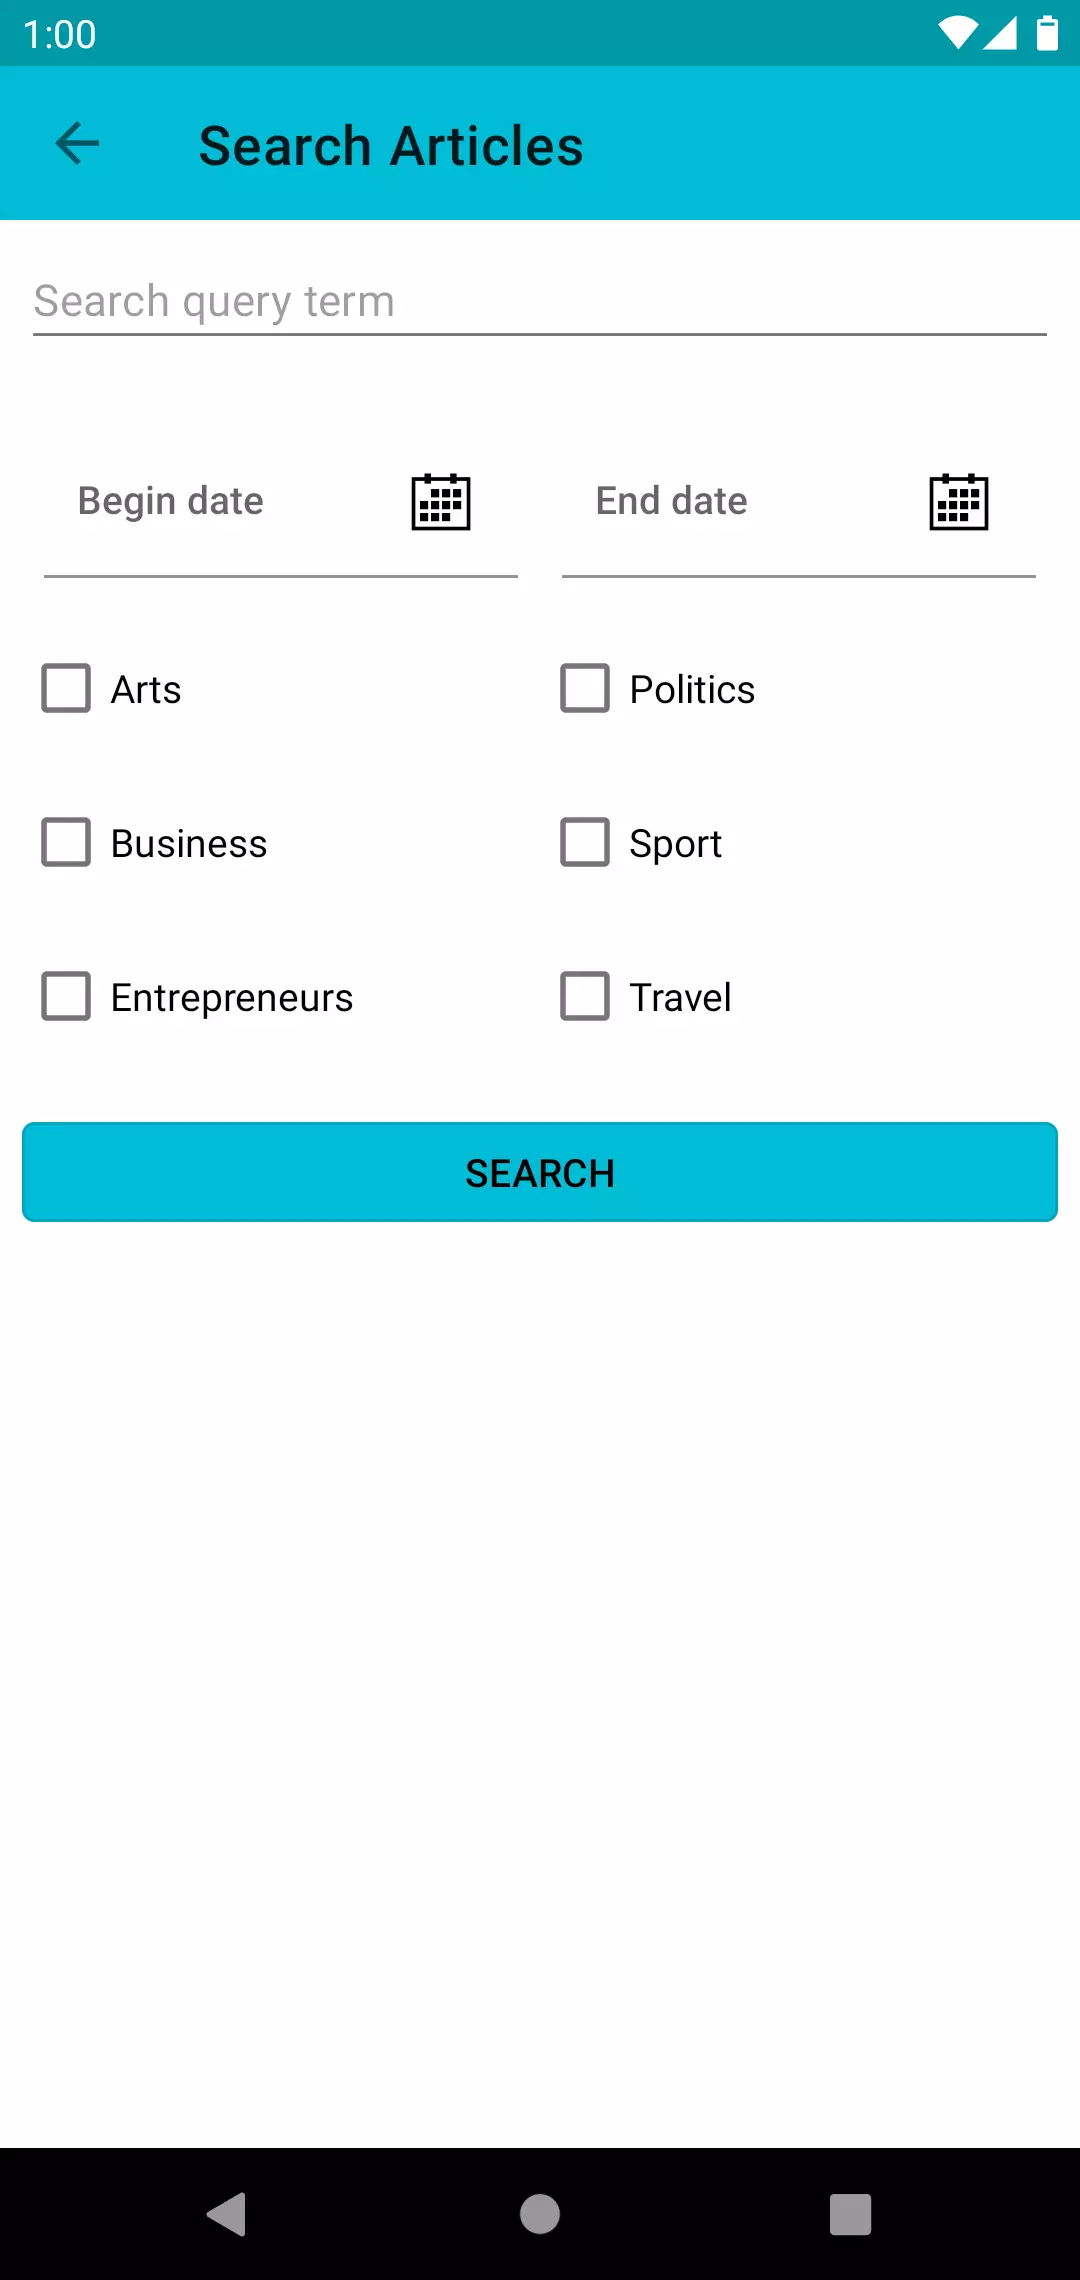 1:00
Search Articles
Search query term
Begin date End date
Arts Politics
Business Sport
Entrepreneurs Travel
SEARCH